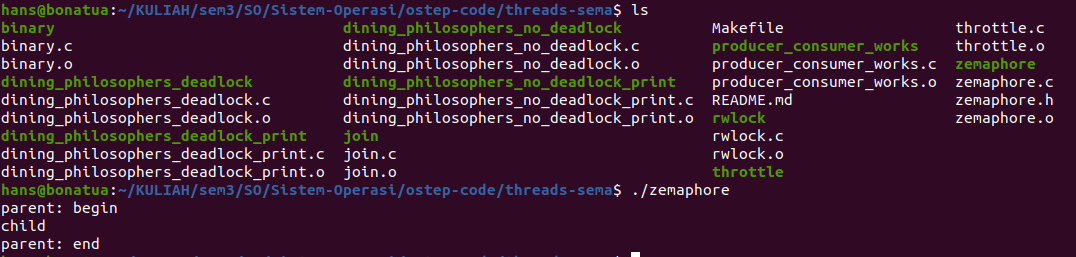 hans@bonatua:~/KULIAH/sem3/SO/Sistem-Operasi/ostep-code/threads-sema$ ls
binary dining_philosophers_no_deadlock Makefile throttle.c
binary.c dining_philosophers_no_deadlock.c producer_consumer_works throttle.o
binary.o dining_philosophers_no_deadlock.o producer_consumer_works.c zemaphore
dining_philosophers_deadlock dining_philosophers_no_deadlock_print producer_consumer_works.o zemaphore.c
dining_philosophers_deadlock.c dining_philosophers_no_deadlock_print.c README.md zemaphore.h
dining_philosophers_deadlock.o dining_philosophers_no_deadlock_print.o rwlock zemaphore.o
dining_philosophers_deadlock_print join rwlock.c
dining_philosophers_deadlock_print.c join.c rwlock.o
dining_philosophers_deadlock_print.o join.o throttle
hans@bonatua:~/KULIAH/sem3/SO/Sistem-Operasi/ostep-code/threads-sema$ ./zemaphore
parent: begin
child
parent: end